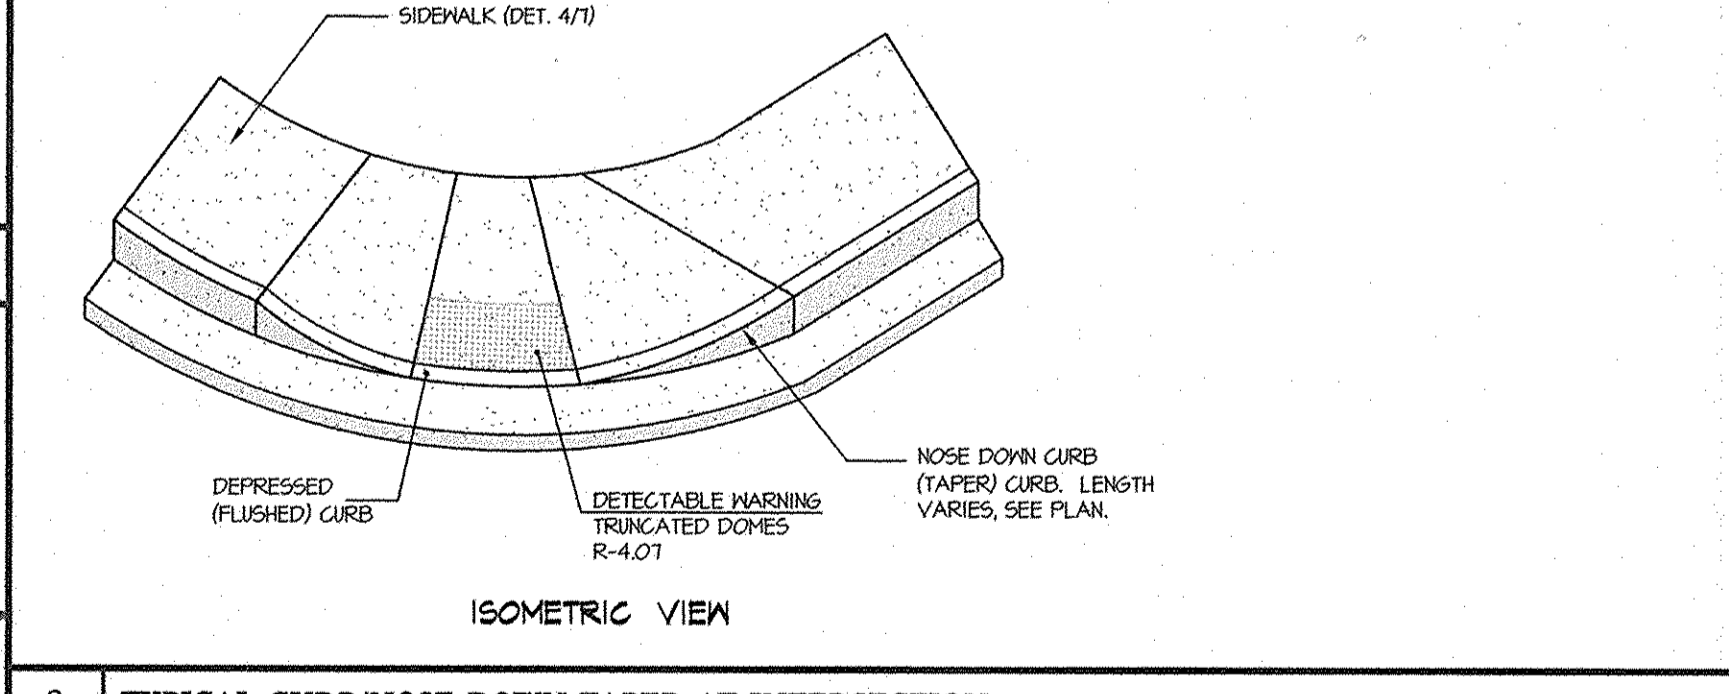 SIDEWALK (DET. 4/7)
DEPRESSED
(FLUSHED) CURB
DETECTABLE WARNING
TRUNCATED DOMES
R-4.07
NOSE DOWN CURB
(TAPER) CURB. LENGTH
VARIES, SEE PLAN.
ISOMETRIC VIEW